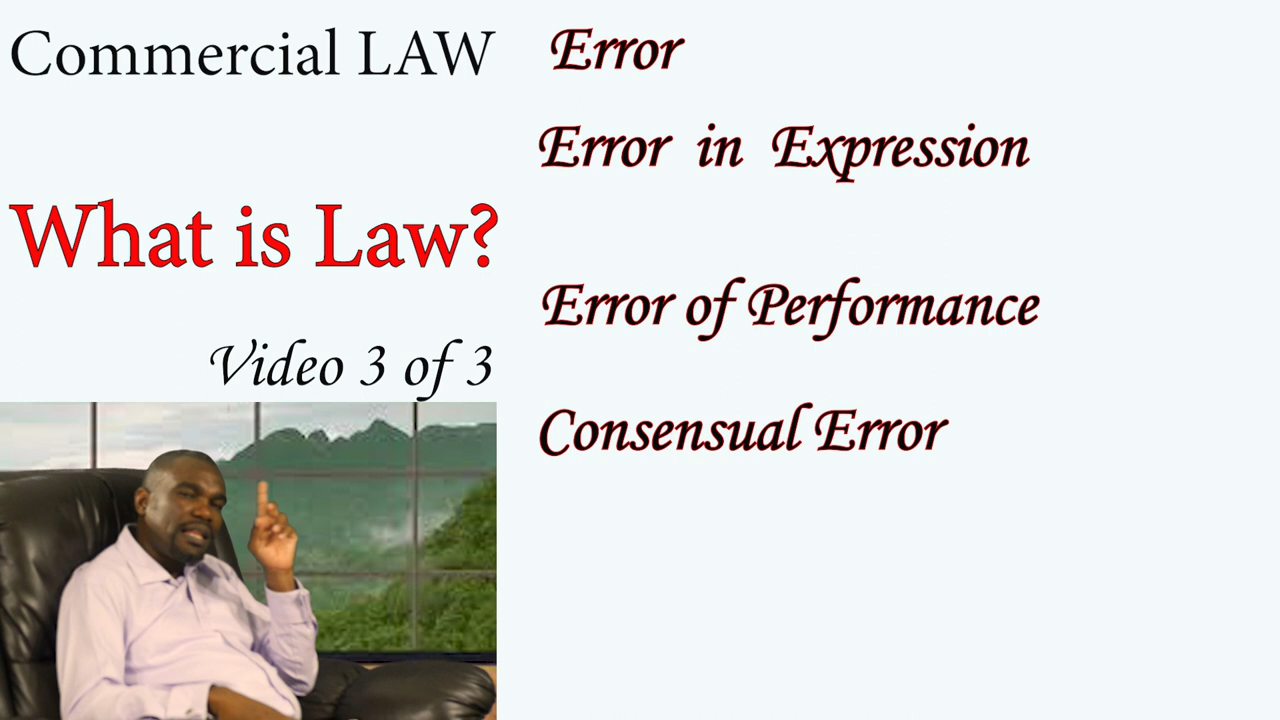 Commercial LAW
What is Law?
Video 3 of 3
Error
Error in Expression
Error of Performance
Consensual Error